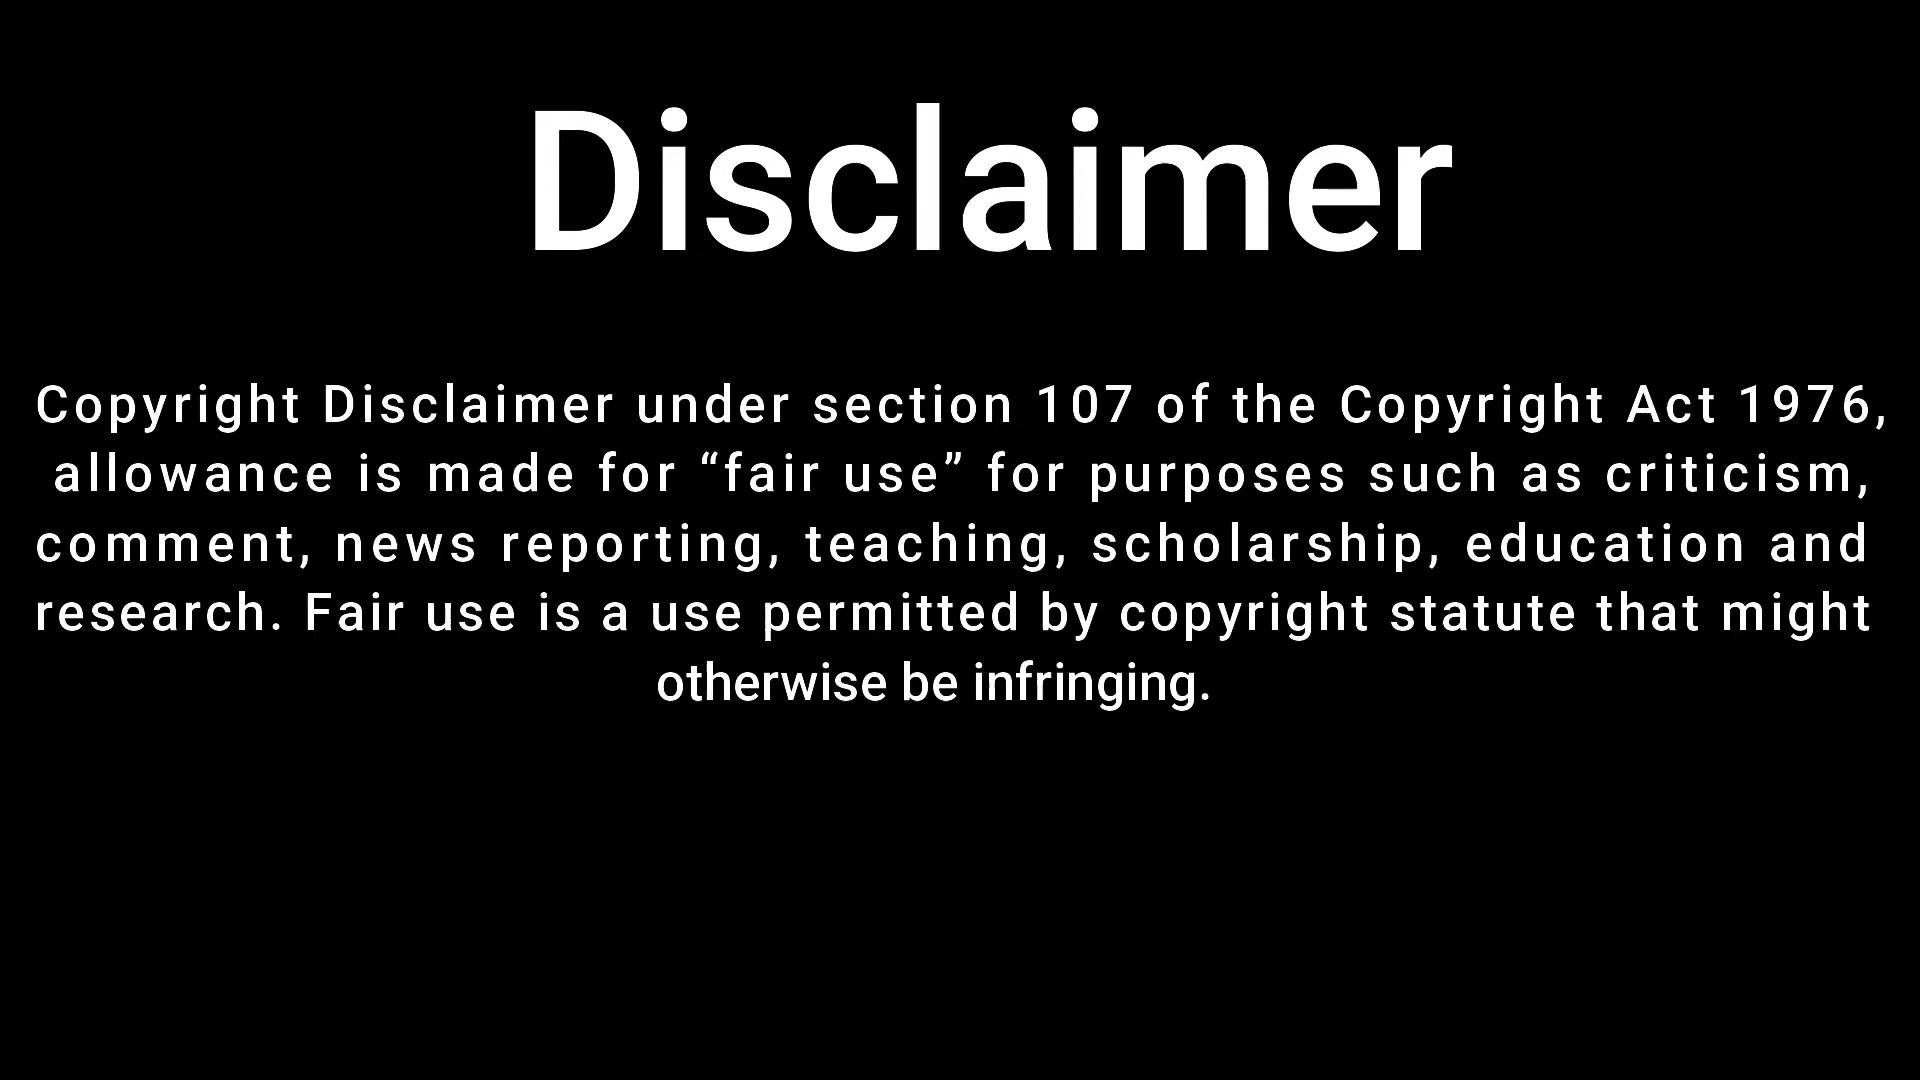 Disclaimer
Copyright Disclaimer under section 107 of the Copyright Act 1976,
allowance is made for “fair use” for purposes such as criticism,
comment, news reporting, teaching, scholarship, education and
research. Fair use is a use permitted by copyright statute that might
otherwise be infringing.